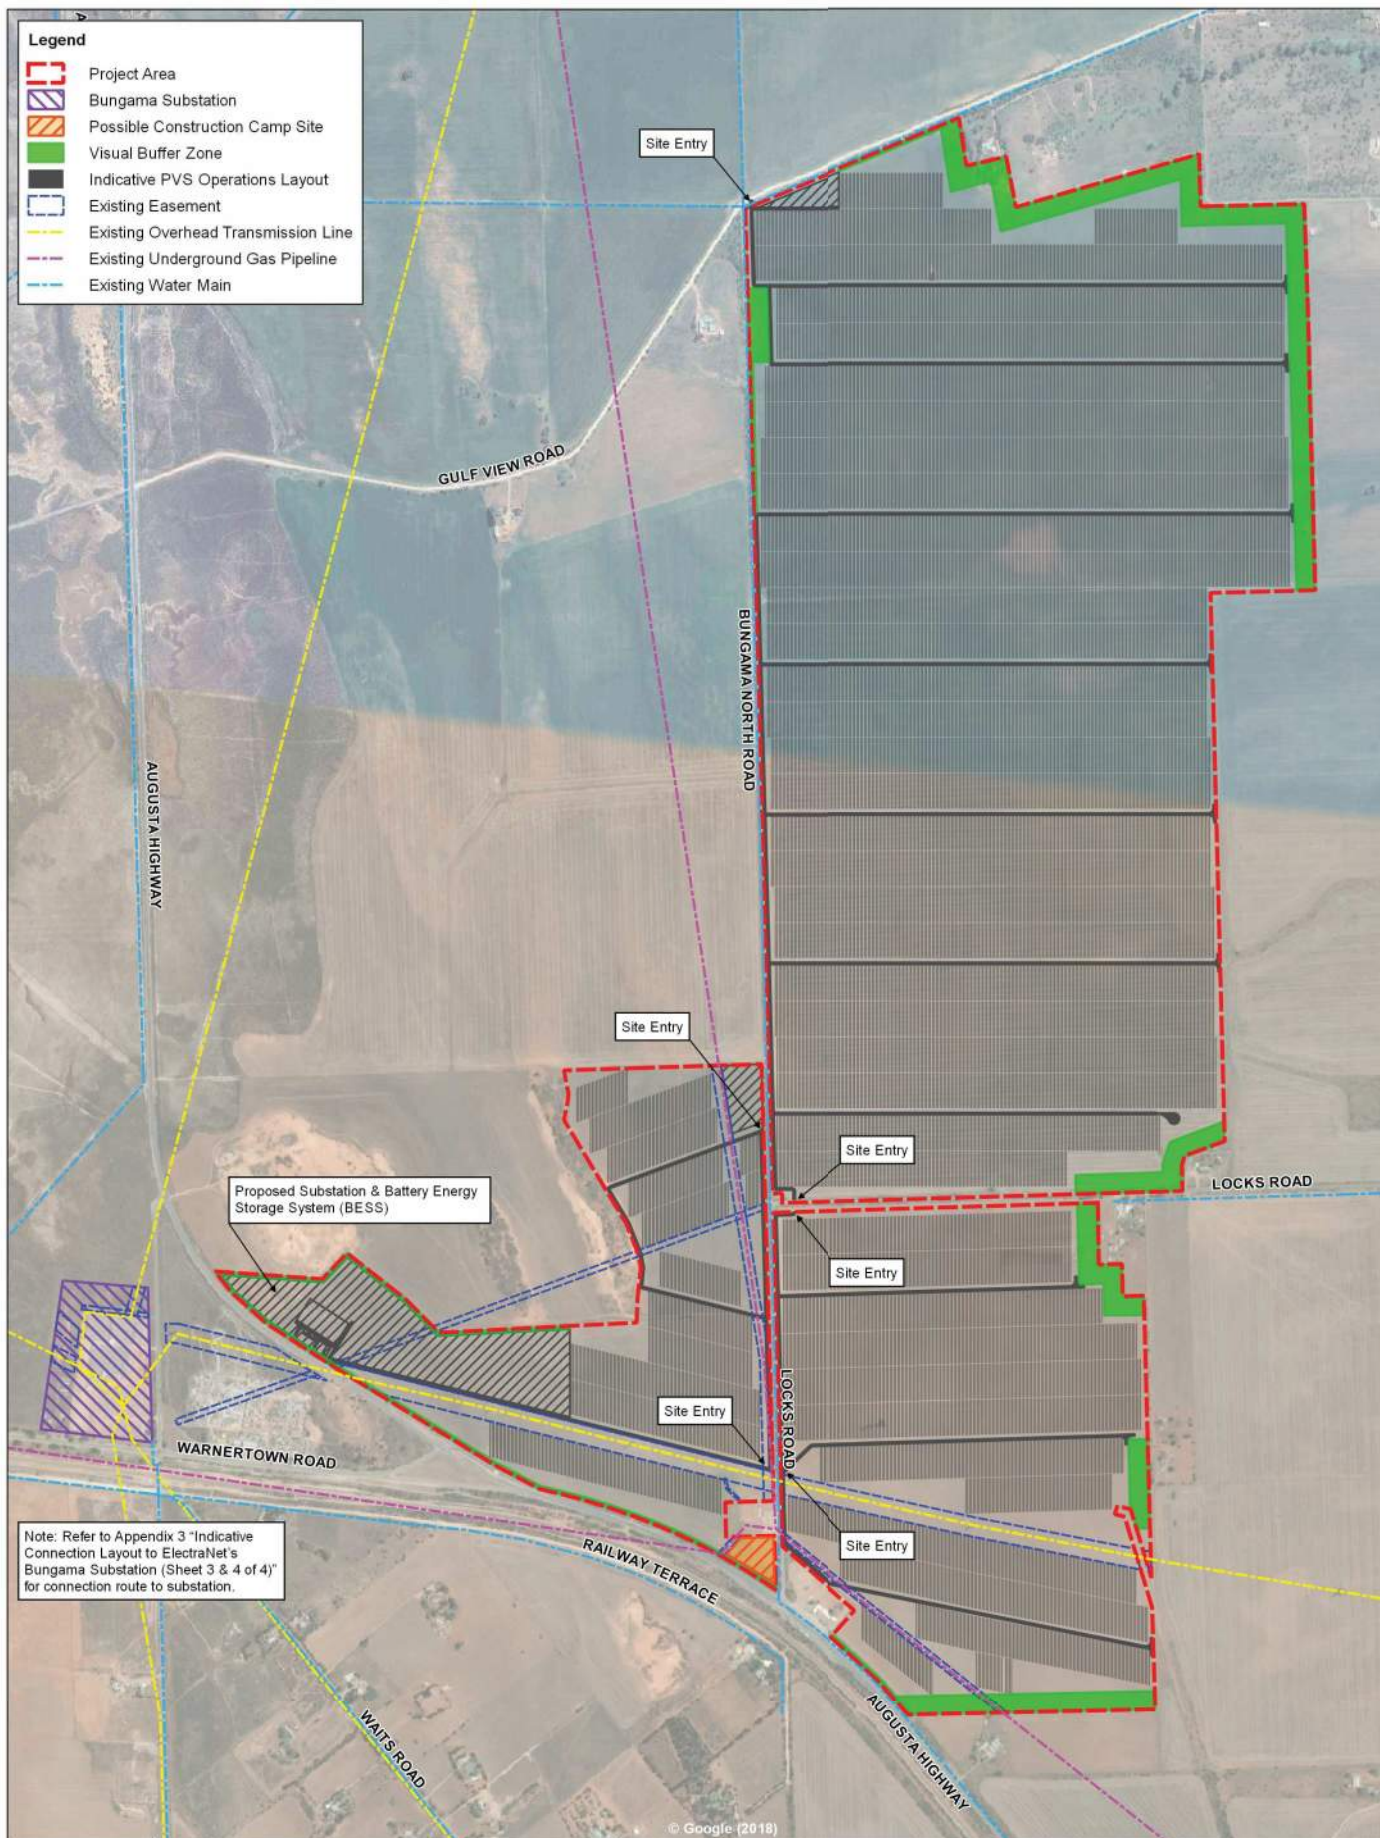 Legend
Project Area
Bungama Substation
Possible Construction Camp Site
Visual Buffer Zone
Indicative PVS Operations Layout
Existing Easement
Existing Overhead Transmission Line
Existing Underground Gas Pipeline
Existing Water Main
A
Site Entry
GULF VIEW ROAD
BUNGAMA NORTH ROAD
AUGUSTA HIGHWAY
Site Entry
Site Entry
LOCKS ROAD
Proposed Substation & Battery Energy
Storage System (BESS)
Site Entry
LOCKS ROAD
Site Entry
WARNERTOWN ROAD
Note: Refer to Appendix 3 "Indicative
Connection Layout to ElectraNet's
Bungama Substation (Sheet 3 & 4 of 4)"
for connection route to substation.
Site Entry
RAILWAY TERRACE
WAITS ROAD
AUGUSTA HIGHWAY
© Google (2018)